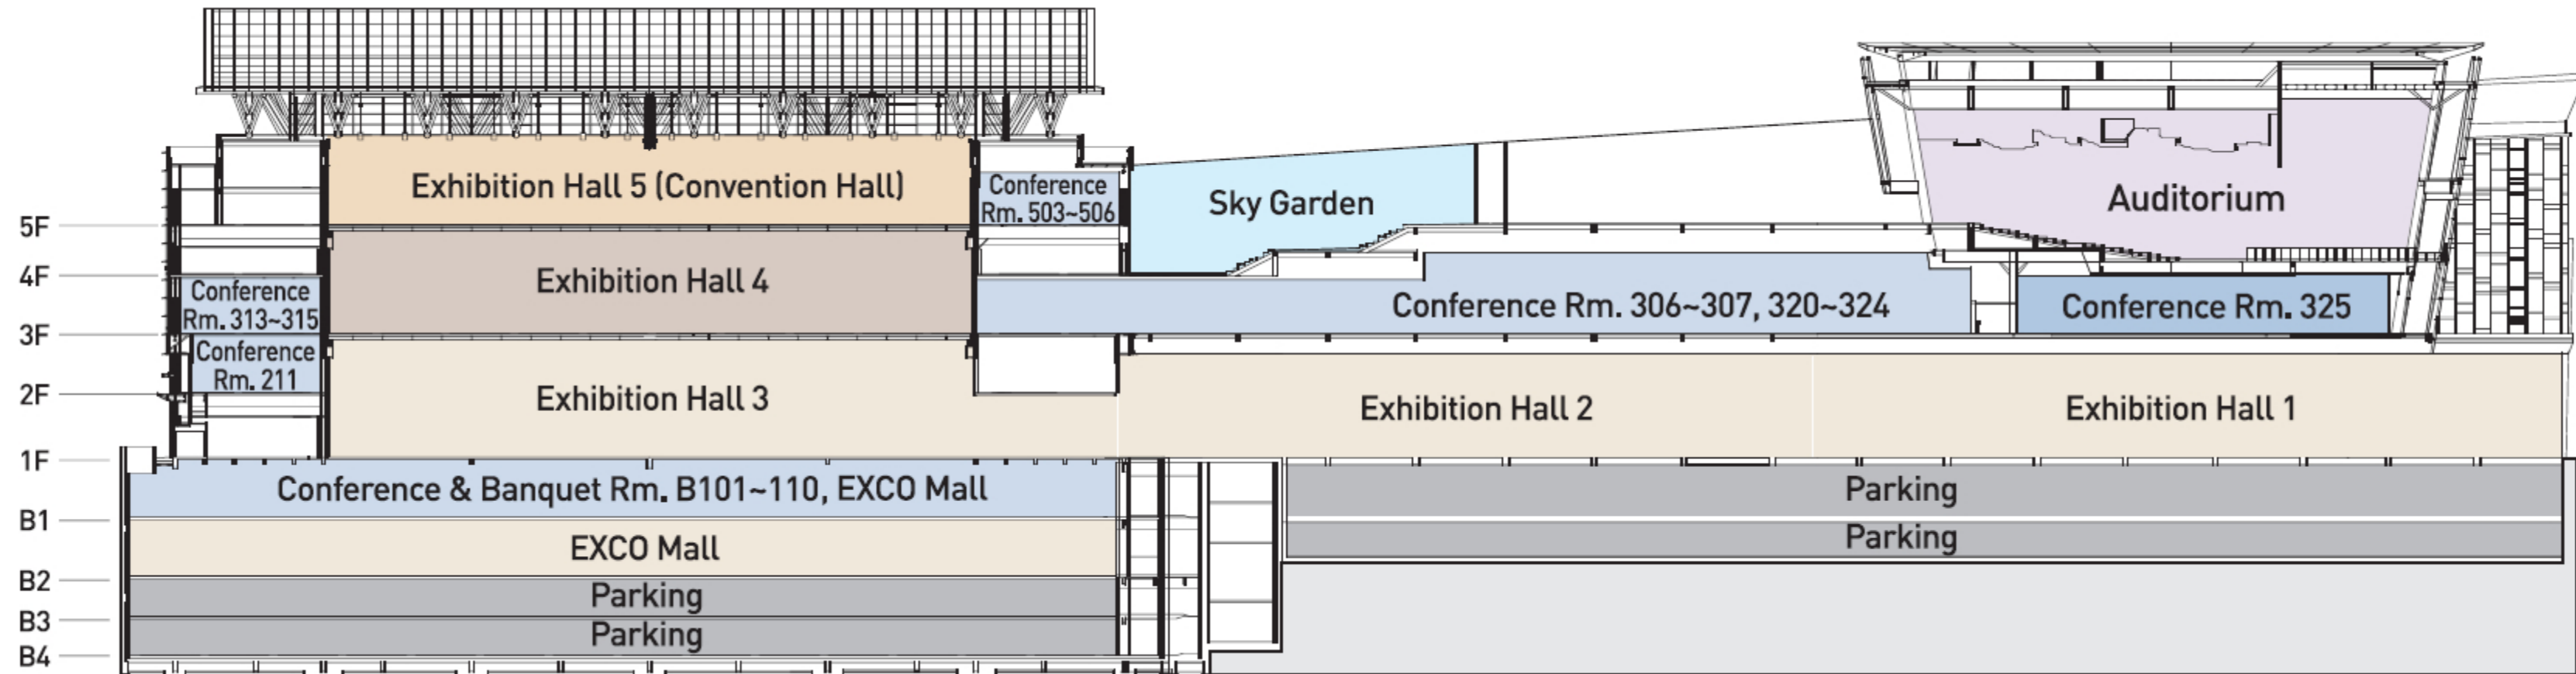 Exhibition Hall 5 (Convention Hall)
Conference
Rm. 503~506
Sky Garden
Auditorium
5F
Exhibition Hall 4
4F
Conference
Rm. 313~315
Conference Rm. 306~307, 320~324
Conference Rm. 325
3F
Conference
Rm. 211
Exhibition Hall 3
2F
Exhibition Hall 2
Exhibition Hall 1
1F
Conference & Banquet Rm. B101~110, EXCO Mall
Parking
B1
EXCO Mall
Parking
B2
Parking
B3
Parking
B4